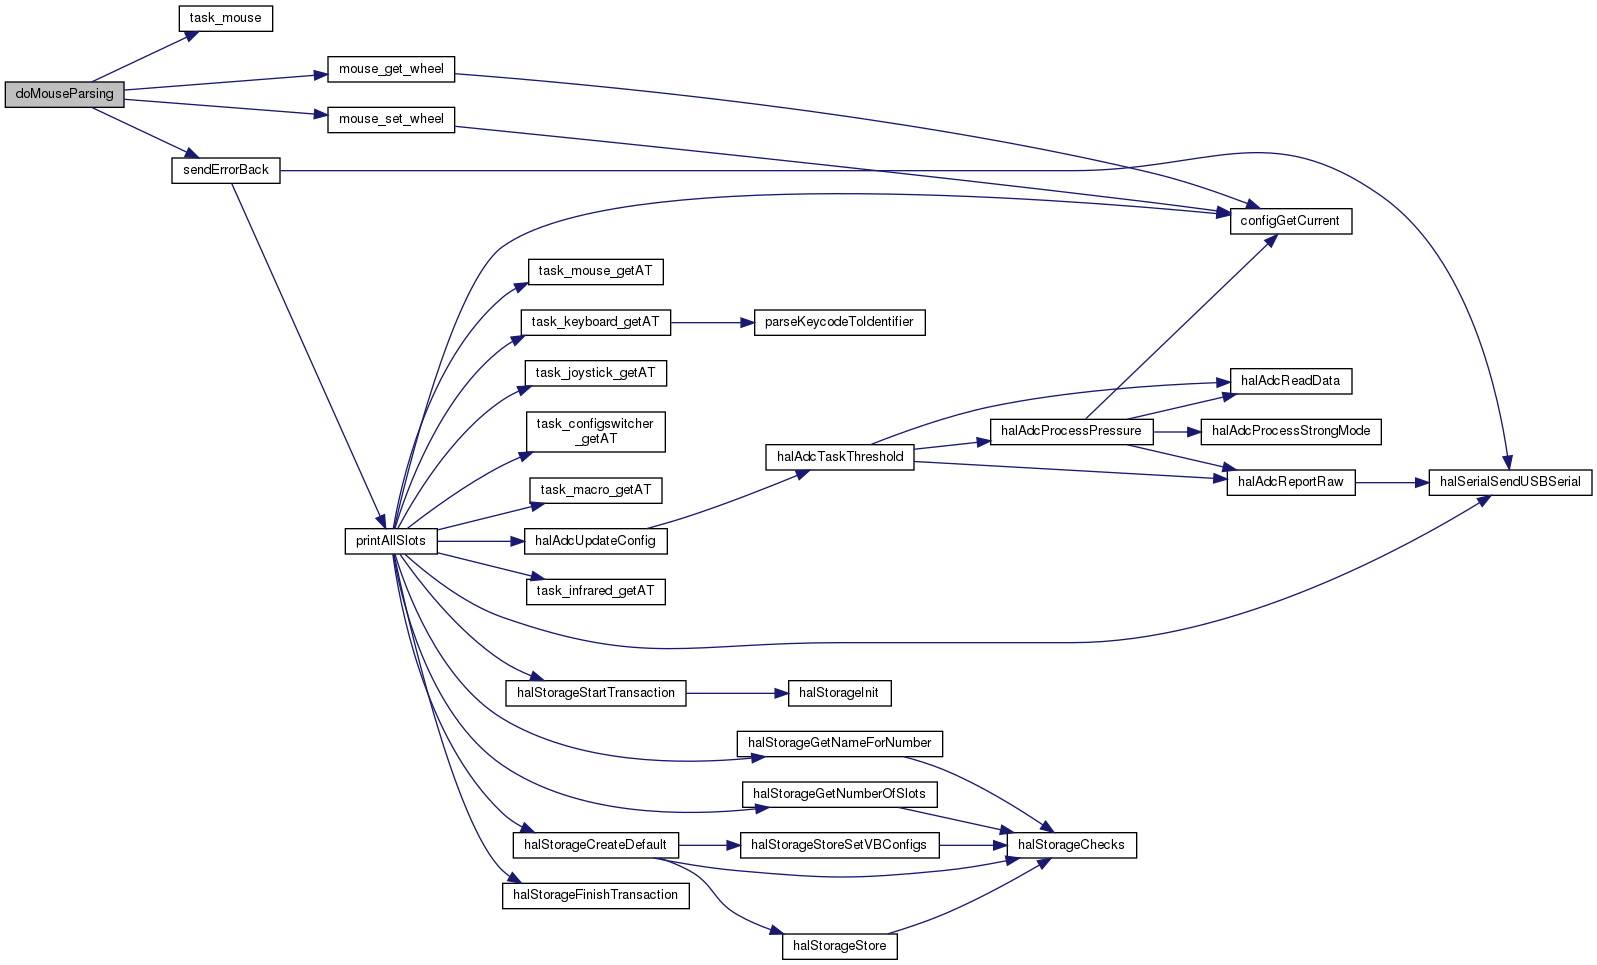 task_mouse
mouse_get_wheel
doMouseParsing
mouse_set_wheel
sendErrorBack
configGetCurrent
task_mouse_getAT
task_keyboard_getAT
parseKeycodeToIdentifier
task_joystick_getAT
halAdcReadData
task_configswitcher
_getAT
halAdcProcessPressure
halAdcProcessStrongMode
halAdcTaskThreshold
halAdcReportRaw
halSerialSendUSBSerial
task_macro_getAT
printAllSlots
halAdcUpdateConfig
task_infrared_getAT
halStorageStartTransaction
halStorageInit
halStorageGetNameForNumber
halStorageGetNumberOfSlots
halStorageCreateDefault
halStorageStoreSetVBConfigs
halStorageChecks
halStorageFinishTransaction
halStorageStore